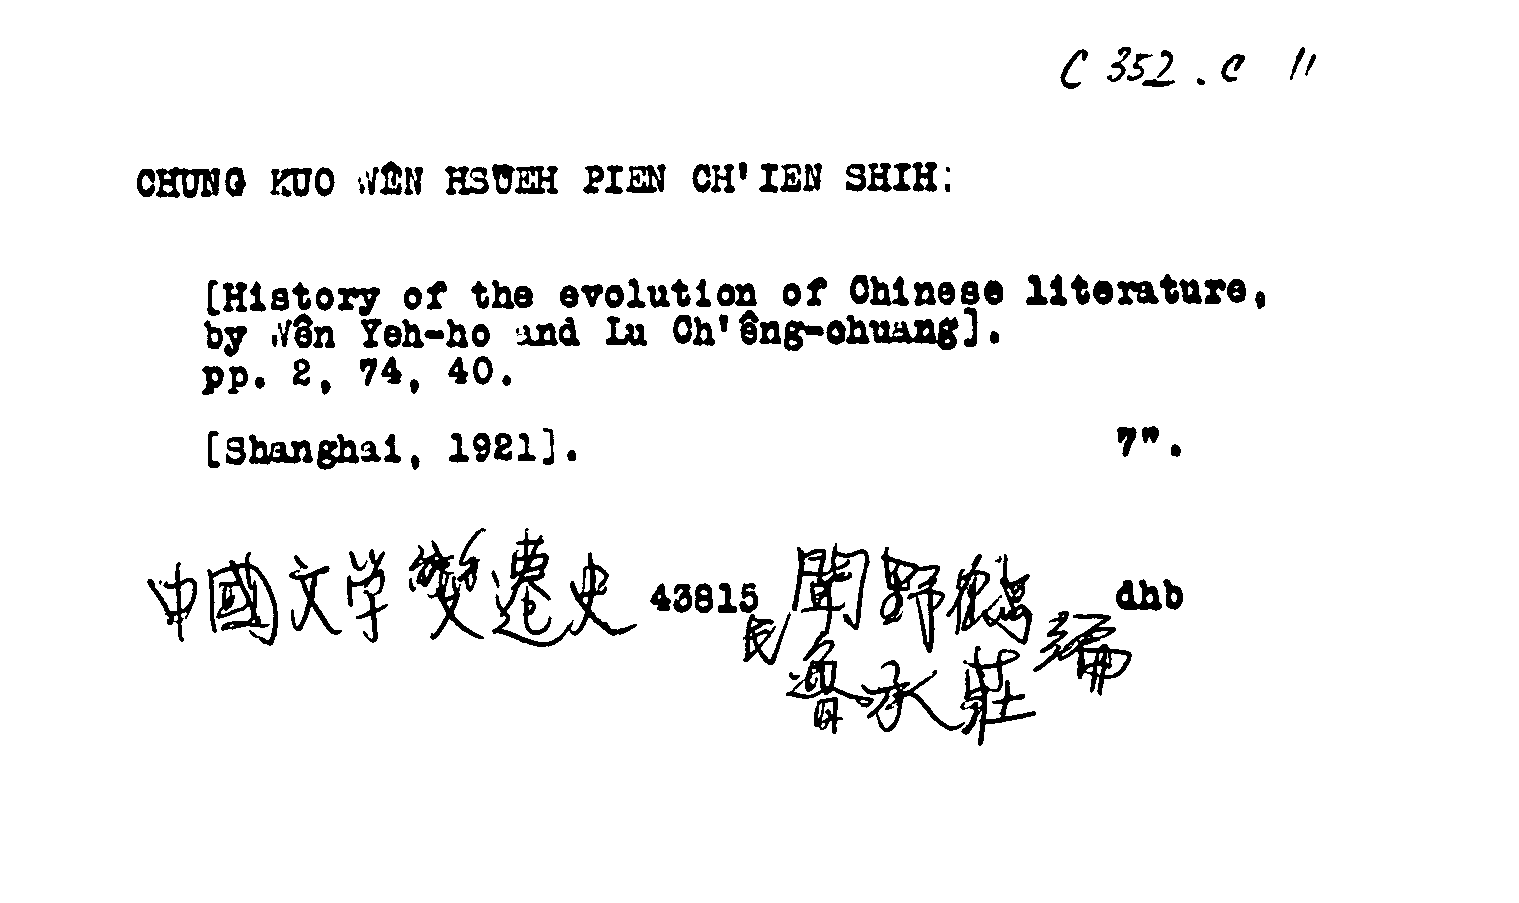 C 352 . c 11
CHUNG KUO WÊN HSÜEH PIEN CH'IEN SHIH:
[History of the evolution of Chinese literature,
by Wên Yeh-ho and Lu Ch'êng-chuang].
pp. 2, 74, 40.
[Shanghai, 1921]. 7".
中國文学變遷史 43815 民 聞野鶴 dhb
魯承莊 編